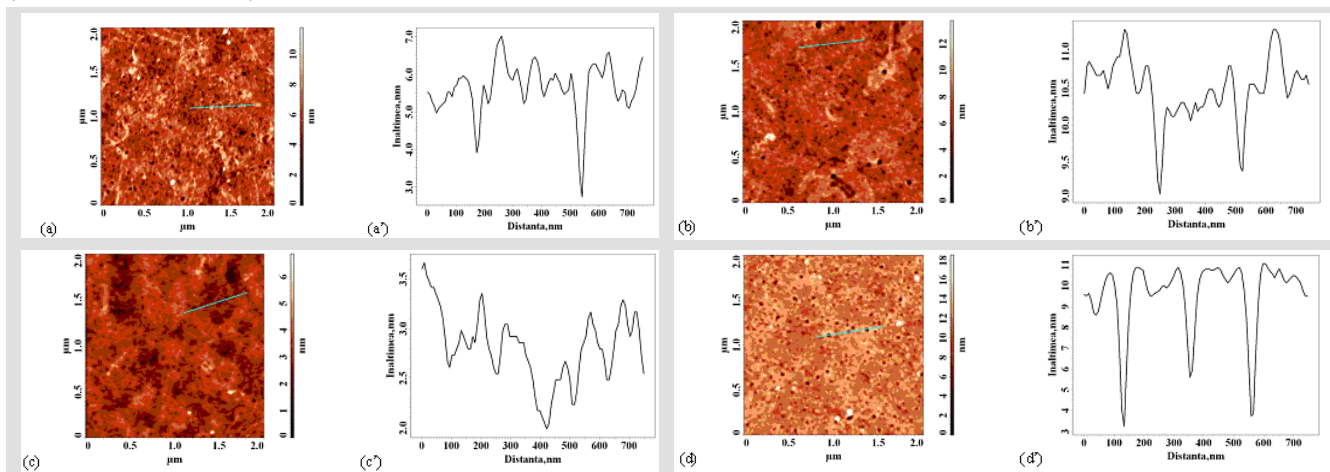 2.0
1.5
1.0
0.5
0
µm
0 0.5 1.0 1.5 2.0
µm
10
8
6
4
2
0
nm
(a)
7.0
6.0
5.0
4.0
3.0
Inaltimea,nm
0 100 200 300 400 500 600 700
Distanta,nm
(a')
2.0
1.5
1.0
0.5
0
µm
0 0.5 1.0 1.5 2.0
µm
12
10
8
6
4
2
0
nm
(b)
11.0
10.5
10.0
9.5
9.0
Inaltimea,nm
0 100 200 300 400 500 600 700
Distanta,nm
(b')
2.0
1.5
1.0
0.5
0
µm
0 0.5 1.0 1.5 2.0
µm
6
5
4
3
2
1
0
nm
(c)
3.5
3.0
2.5
2.0
Inaltimea,nm
0 100 200 300 400 500 600 700
Distanta,nm
(c')
2.0
1.5
1.0
0.5
0
µm
0 0.5 1.0 1.5 2.0
µm
18
16
14
12
10
8
6
4
2
0
nm
(d)
11
10
9
8
7
6
5
4
3
Inaltimea,nm
0 100 200 300 400 500 600 700
Distanta,nm
(d')